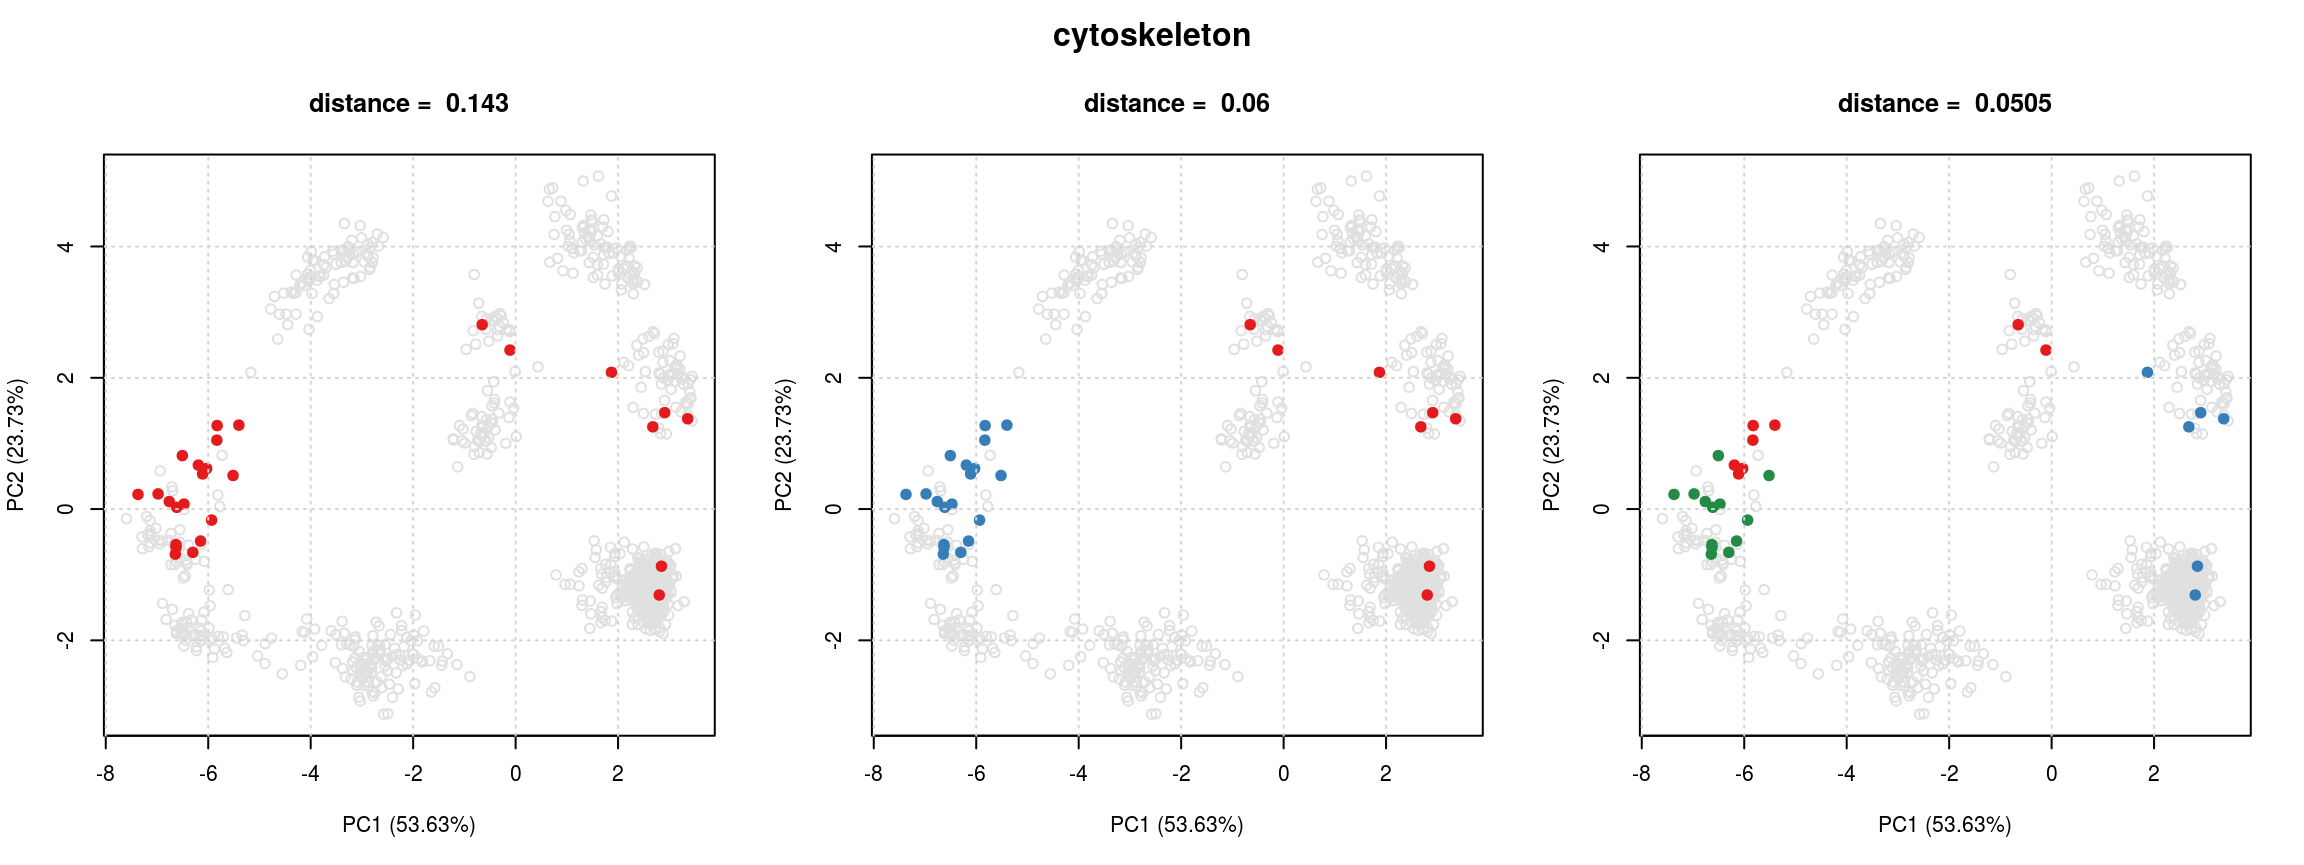 cytoskeleton
distance =  0.143
distance =  0.06
distance =  0.0505
PC2 (23.73%)
4
2
0
-2
-8 -6 -4 -2 0 2
PC1 (53.63%)
PC2 (23.73%)
4
2
0
-2
-8 -6 -4 -2 0 2
PC1 (53.63%)
PC2 (23.73%)
4
2
0
-2
-8 -6 -4 -2 0 2
PC1 (53.63%)